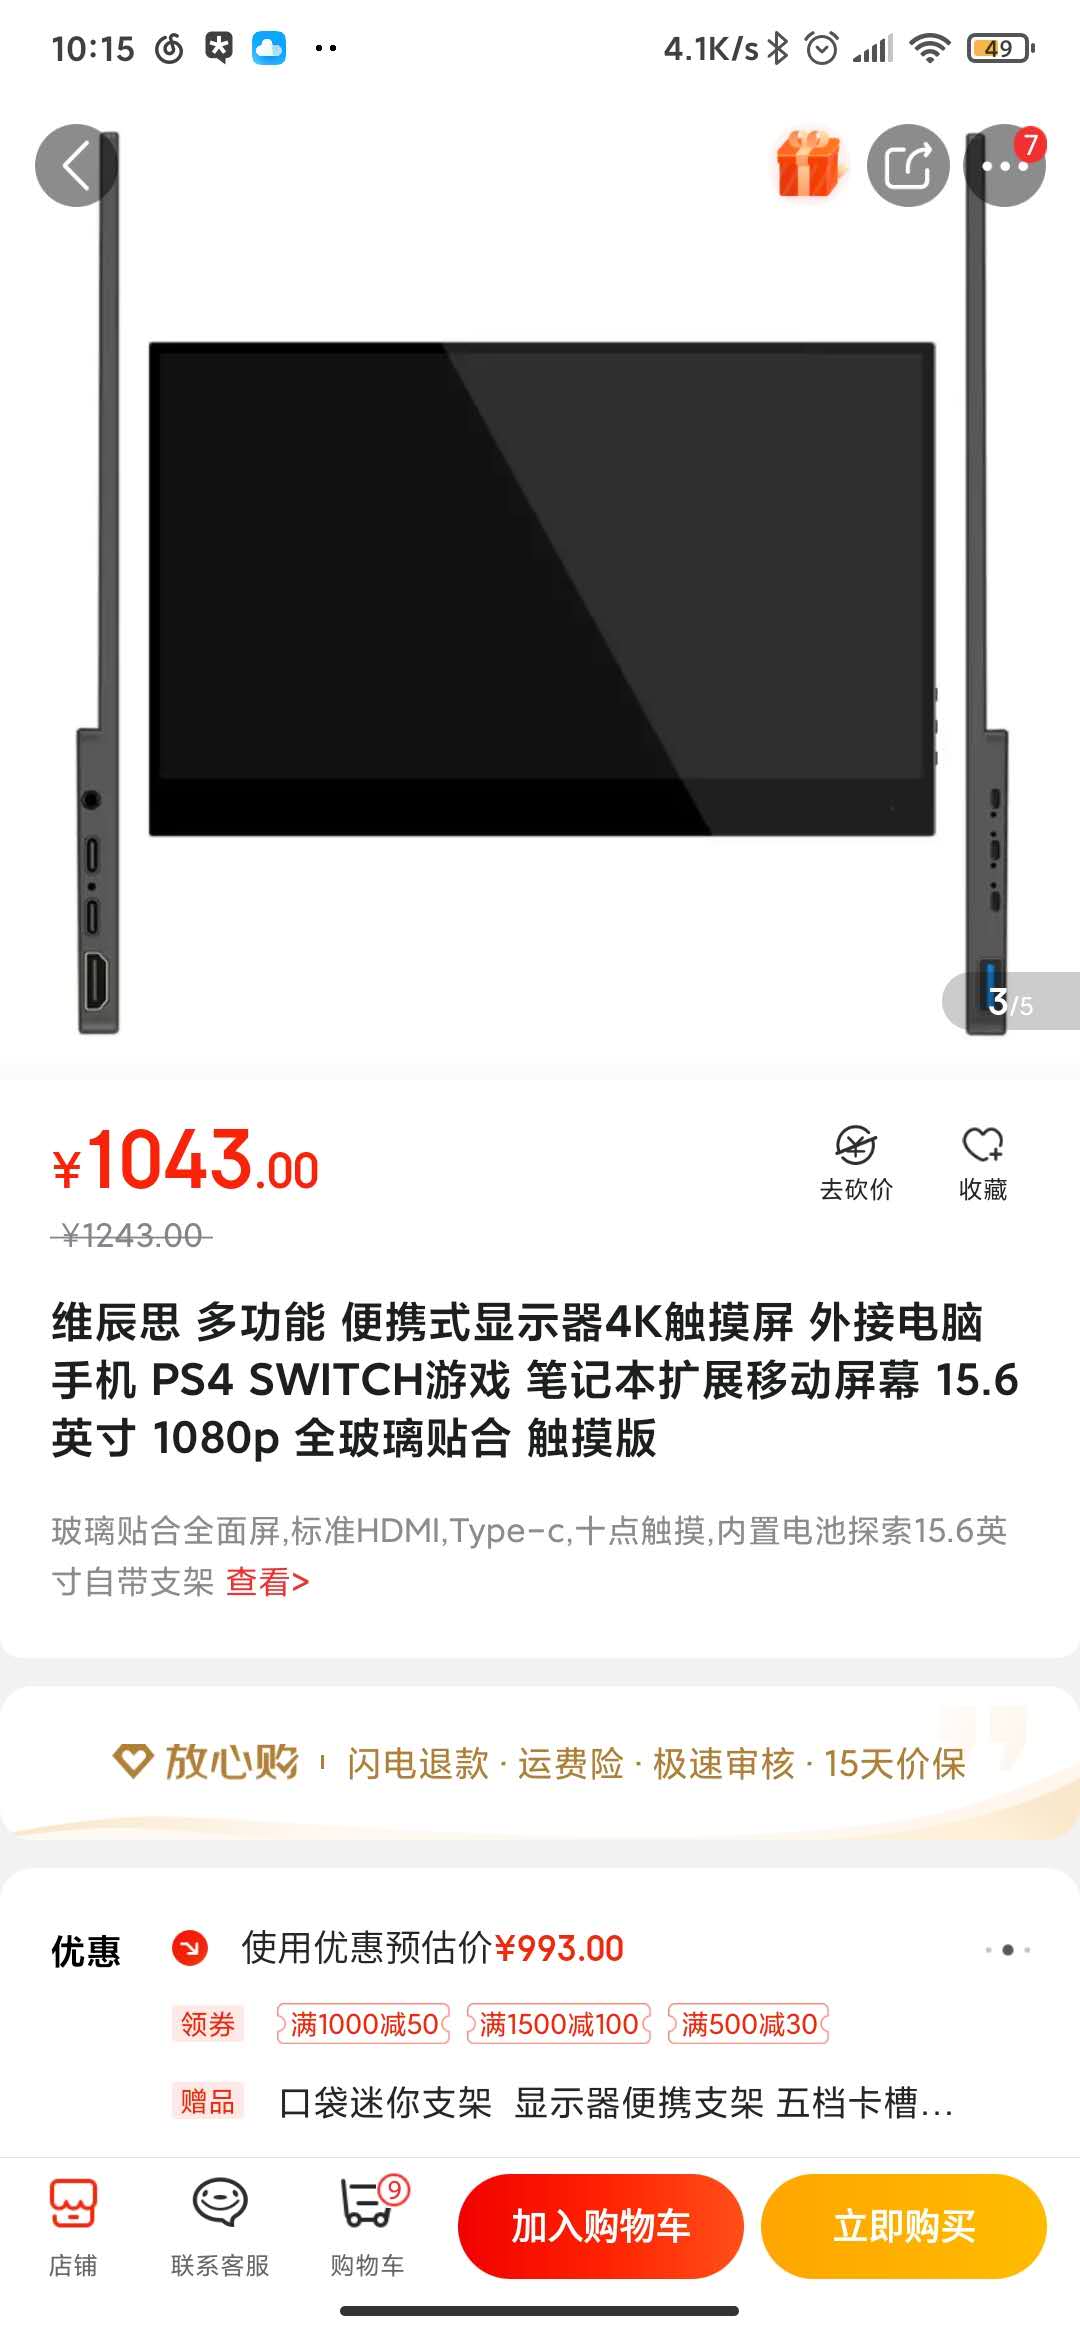 10:15
4.1K/s
49
7
3/5
¥1043.00
去砍价
收藏
¥1243.00
维辰思 多功能 便携式显示器4K触摸屏 外接电脑
手机 PS4 SWITCH游戏 笔记本扩展移动屏幕 15.6
英寸 1080p 全玻璃贴合 触摸版
玻璃贴合全面屏,标准HDMI,Type-c,十点触摸,内置电池探索15.6英
寸自带支架 查看>
放心购 闪电退款 · 运费险 · 极速审核 · 15天价保
优惠 使用优惠预估价¥993.00
领券 满1000减50 满1500减100 满500减30
赠品 口袋迷你支架 显示器便携支架 五档卡槽...
9
加入购物车
立即购买
店铺
联系客服
购物车